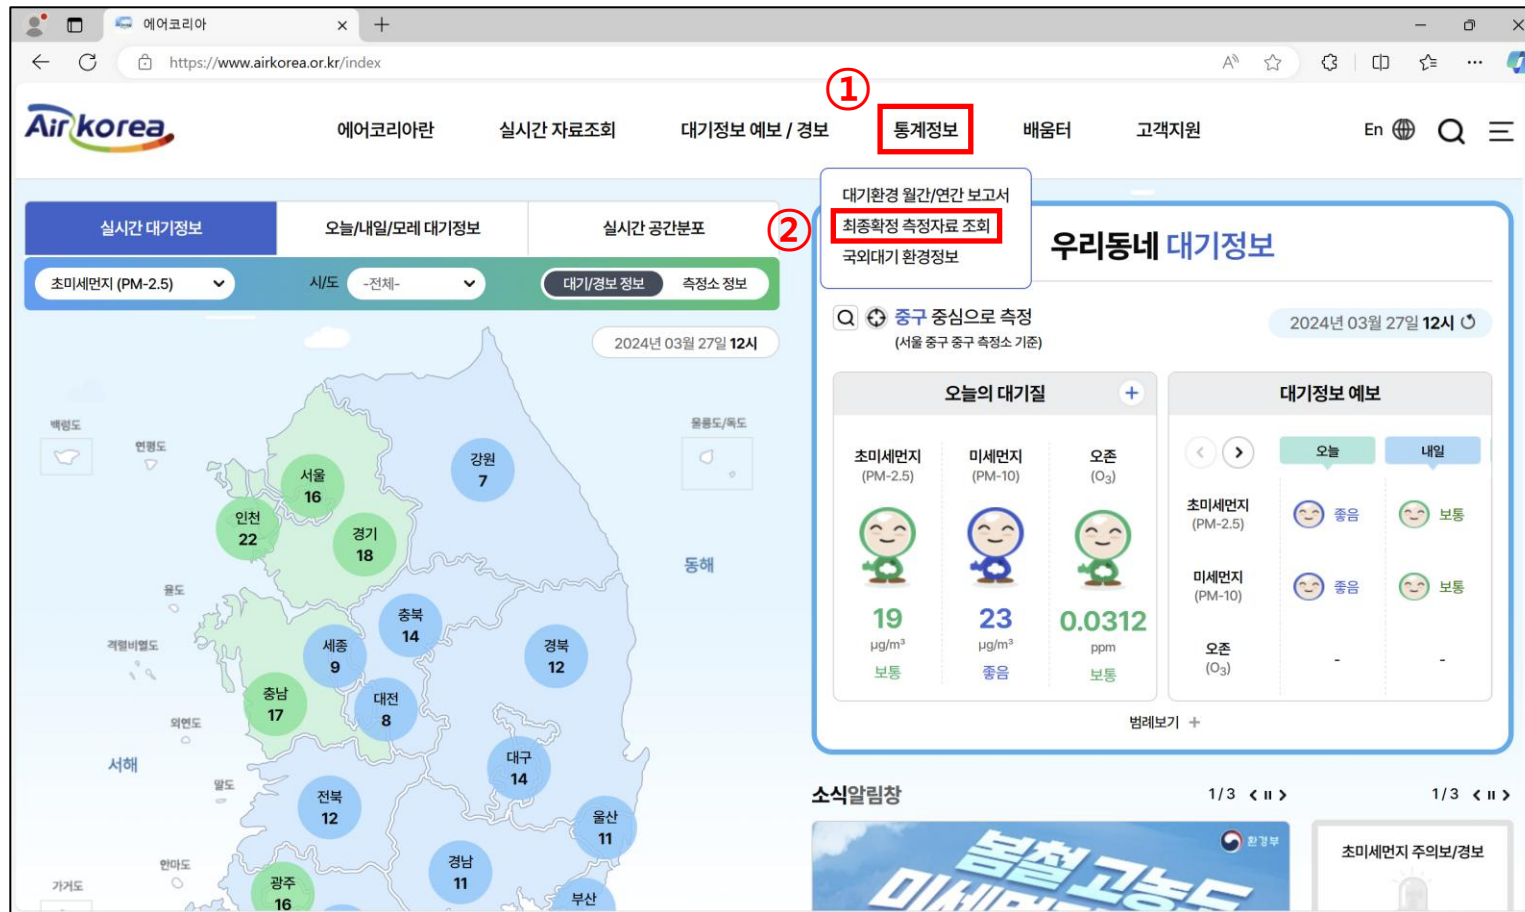 에어코리아
https://www.airkorea.or.kr/index
Airkorea
에어코리아란 실시간 자료조회 대기정보 예보 / 경보 통계정보 배움터 고객지원 En
①
대기환경 월간/연간 보고서
② 최종확정 측정자료 조회
국외대기 환경정보
실시간 대기정보 오늘/내일/모레 대기정보 실시간 공간분포
초미세먼지 (PM-2.5) 시/도 -전체- 대기/경보 정보 측정소 정보
2024년 03월 27일 12시
백령도
연평도
울릉도/독도
서울
16
강원
7
인천
22
경기
18
동해
율도
충북
14
격렬비열도
세종
9
경북
12
충남
17
대전
8
외연도
서해
대구
14
말도
전북
12
울산
11
안마도
경남
11
가거도
광주
16
부산
우리동네 대기정보
중구 중심으로 측정
(서울 중구 중구 측정소 기준)
2024년 03월 27일 12시
오늘의 대기질 +
초미세먼지 미세먼지 오존
(PM-2.5) (PM-10) (O₃)
19 23 0.0312
μg/m³ μg/m³ ppm
보통 좋음 보통
대기정보 예보
오늘 내일
초미세먼지
(PM-2.5) 좋음 보통
미세먼지
(PM-10) 좋음 보통
오존
(O₃) - -
범례보기 +
소식알림창 1/3 1/3
환경부
봄철 고농도
초미세먼지 주의보/경보